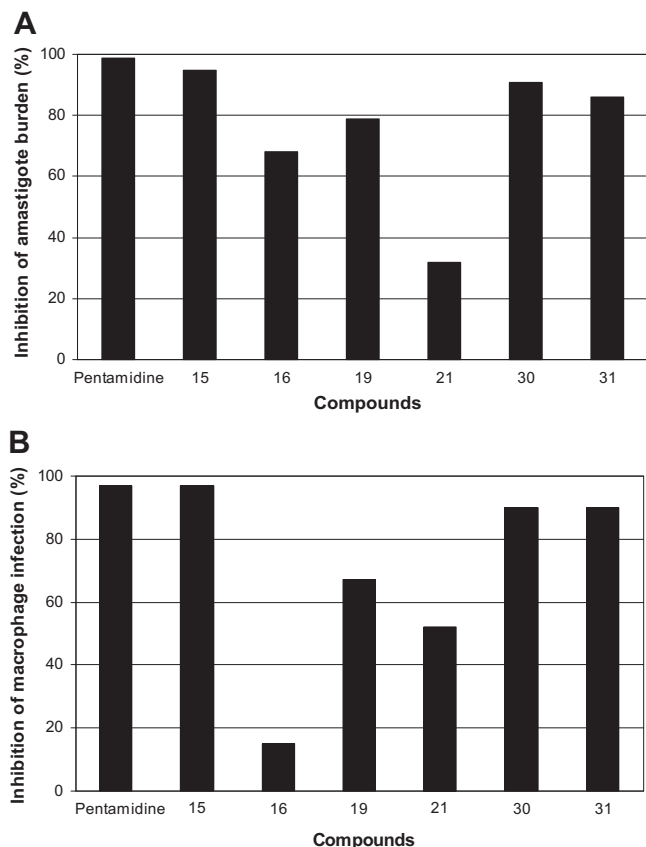 A
Inhibition of amastigote burden (%)
100
80
60
40
20
0
Pentamidine 15 16 19 21 30 31
Compounds
B
Inhibition of macrophage infection (%)
100
80
60
40
20
0
Pentamidine 15 16 19 21 30 31
Compounds